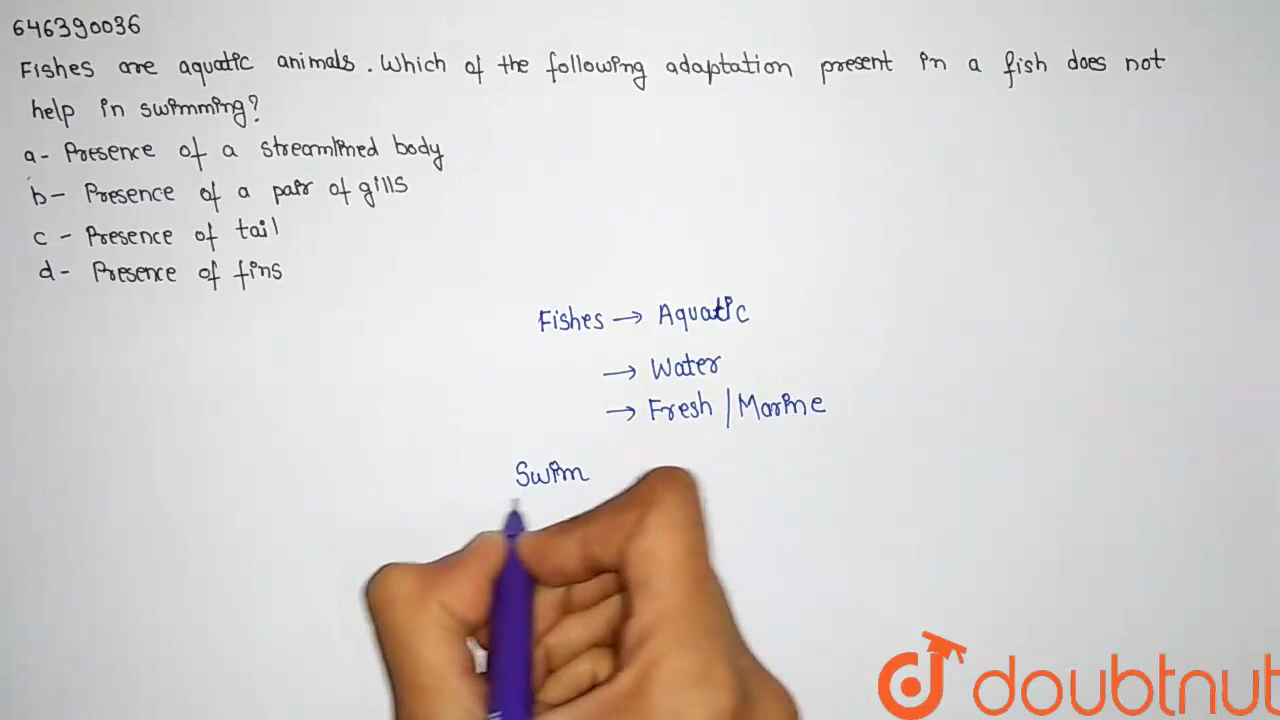 646390036
Fishes are aquatic animals. Which of the following adaptation present in a fish does not
help in swimming?
a- Presence of a streamlined body
b- Presence of a pair of gills
c - Presence of tail
d- Presence of fins
Fishes → Aquatic
→ Water
→ Fresh / Marine
Swim
doubtnut